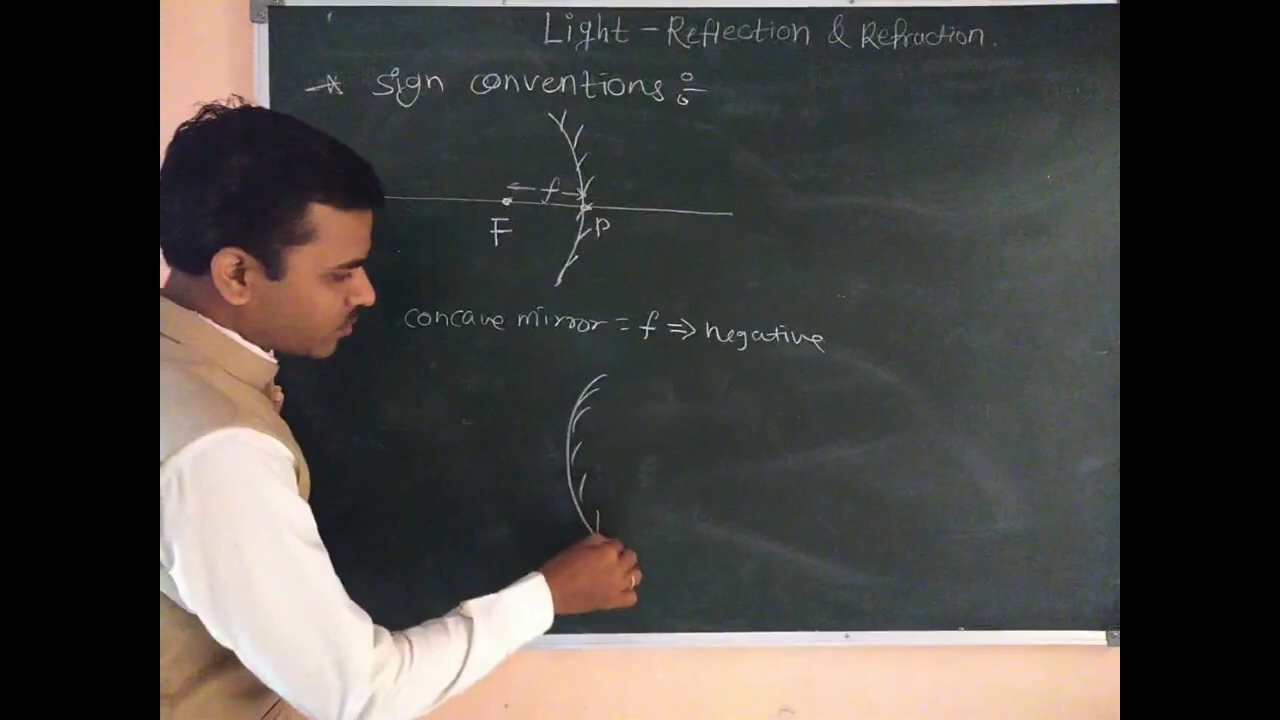 Light - Reflection & Refraction.
* sign conventions :-
f
F
P
concave mirror = f => negative